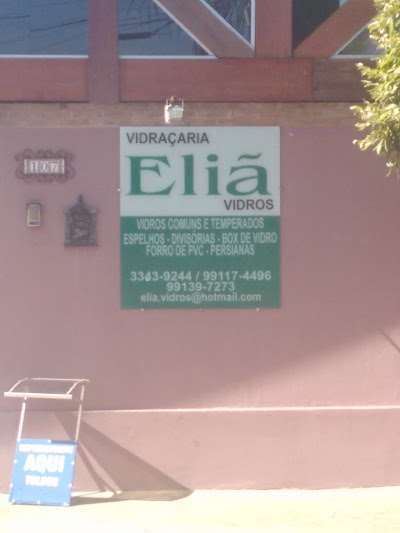 VIDRAÇARIA
Eliã
VIDROS
VIDROS COMUNS E TEMPERADOS
ESPELHOS - DIVISÓRIAS - BOX DE VIDRO
FORRO DE PVC - PERSIANAS
3343-9244 / 99117-4496
99139-7273
elia.vidros@hotmail.com
167
AQUI